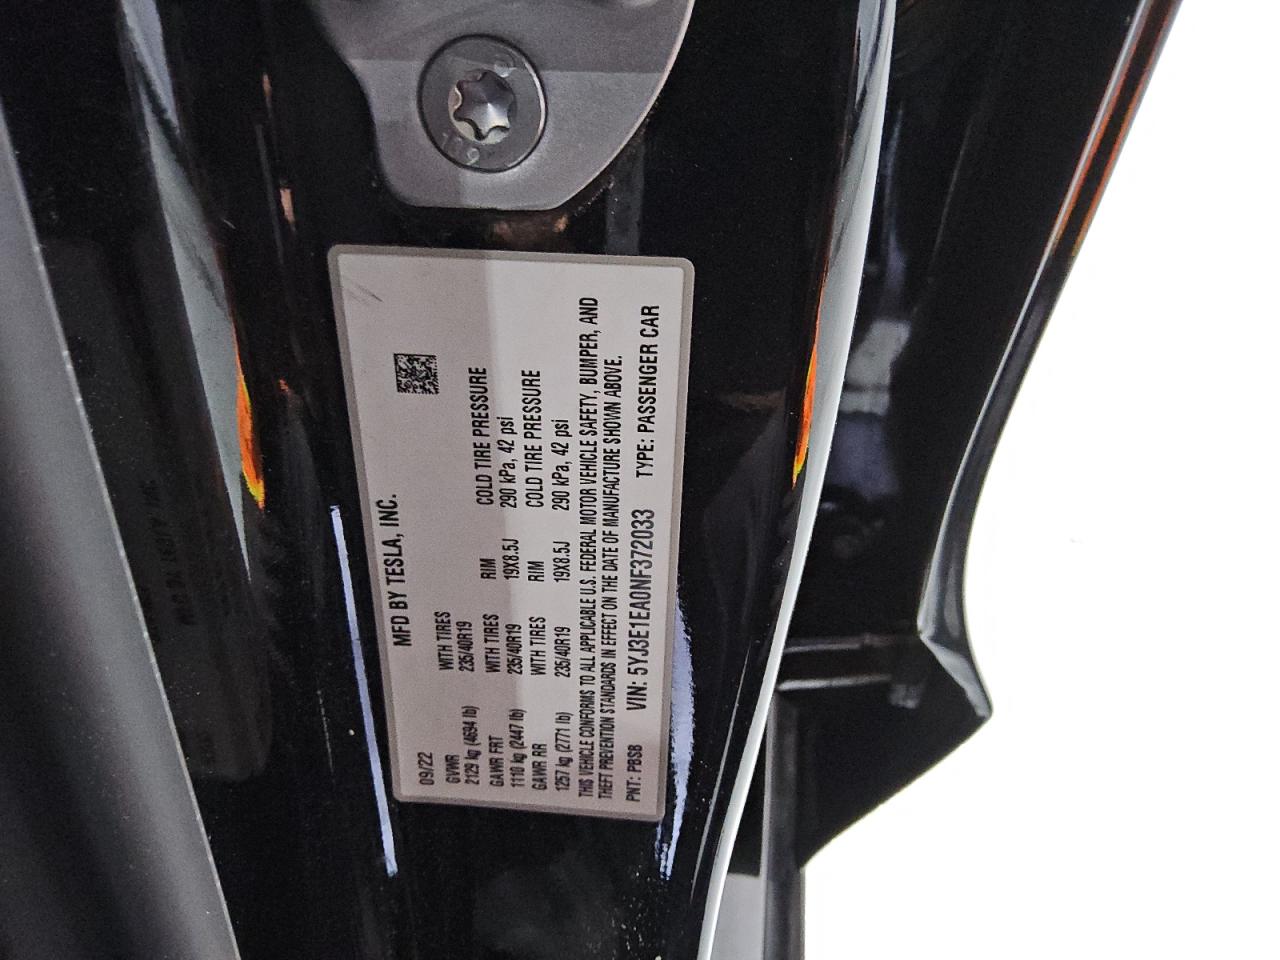 MFD BY TESLA, INC.
09/22
GVWR WITH TIRES RIM COLD TIRE PRESSURE
2129 kg (4694 lb) 235/40R19 19X8.5J 290 kPa, 42 psi
GAWR FRT WITH TIRES RIM COLD TIRE PRESSURE
1110 kg (2447 lb) 235/40R19 19X8.5J 290 kPa, 42 psi
GAWR RR WITH TIRES
1257 kg (2771 lb) 235/40R19
THIS VEHICLE CONFORMS TO ALL APPLICABLE U.S. FEDERAL MOTOR VEHICLE SAFETY, BUMPER, AND
THEFT PREVENTION STANDARDS IN EFFECT ON THE DATE OF MANUFACTURE SHOWN ABOVE.
PNT: PBSB VIN: 5YJ3E1EA0NF372033 TYPE: PASSENGER CAR